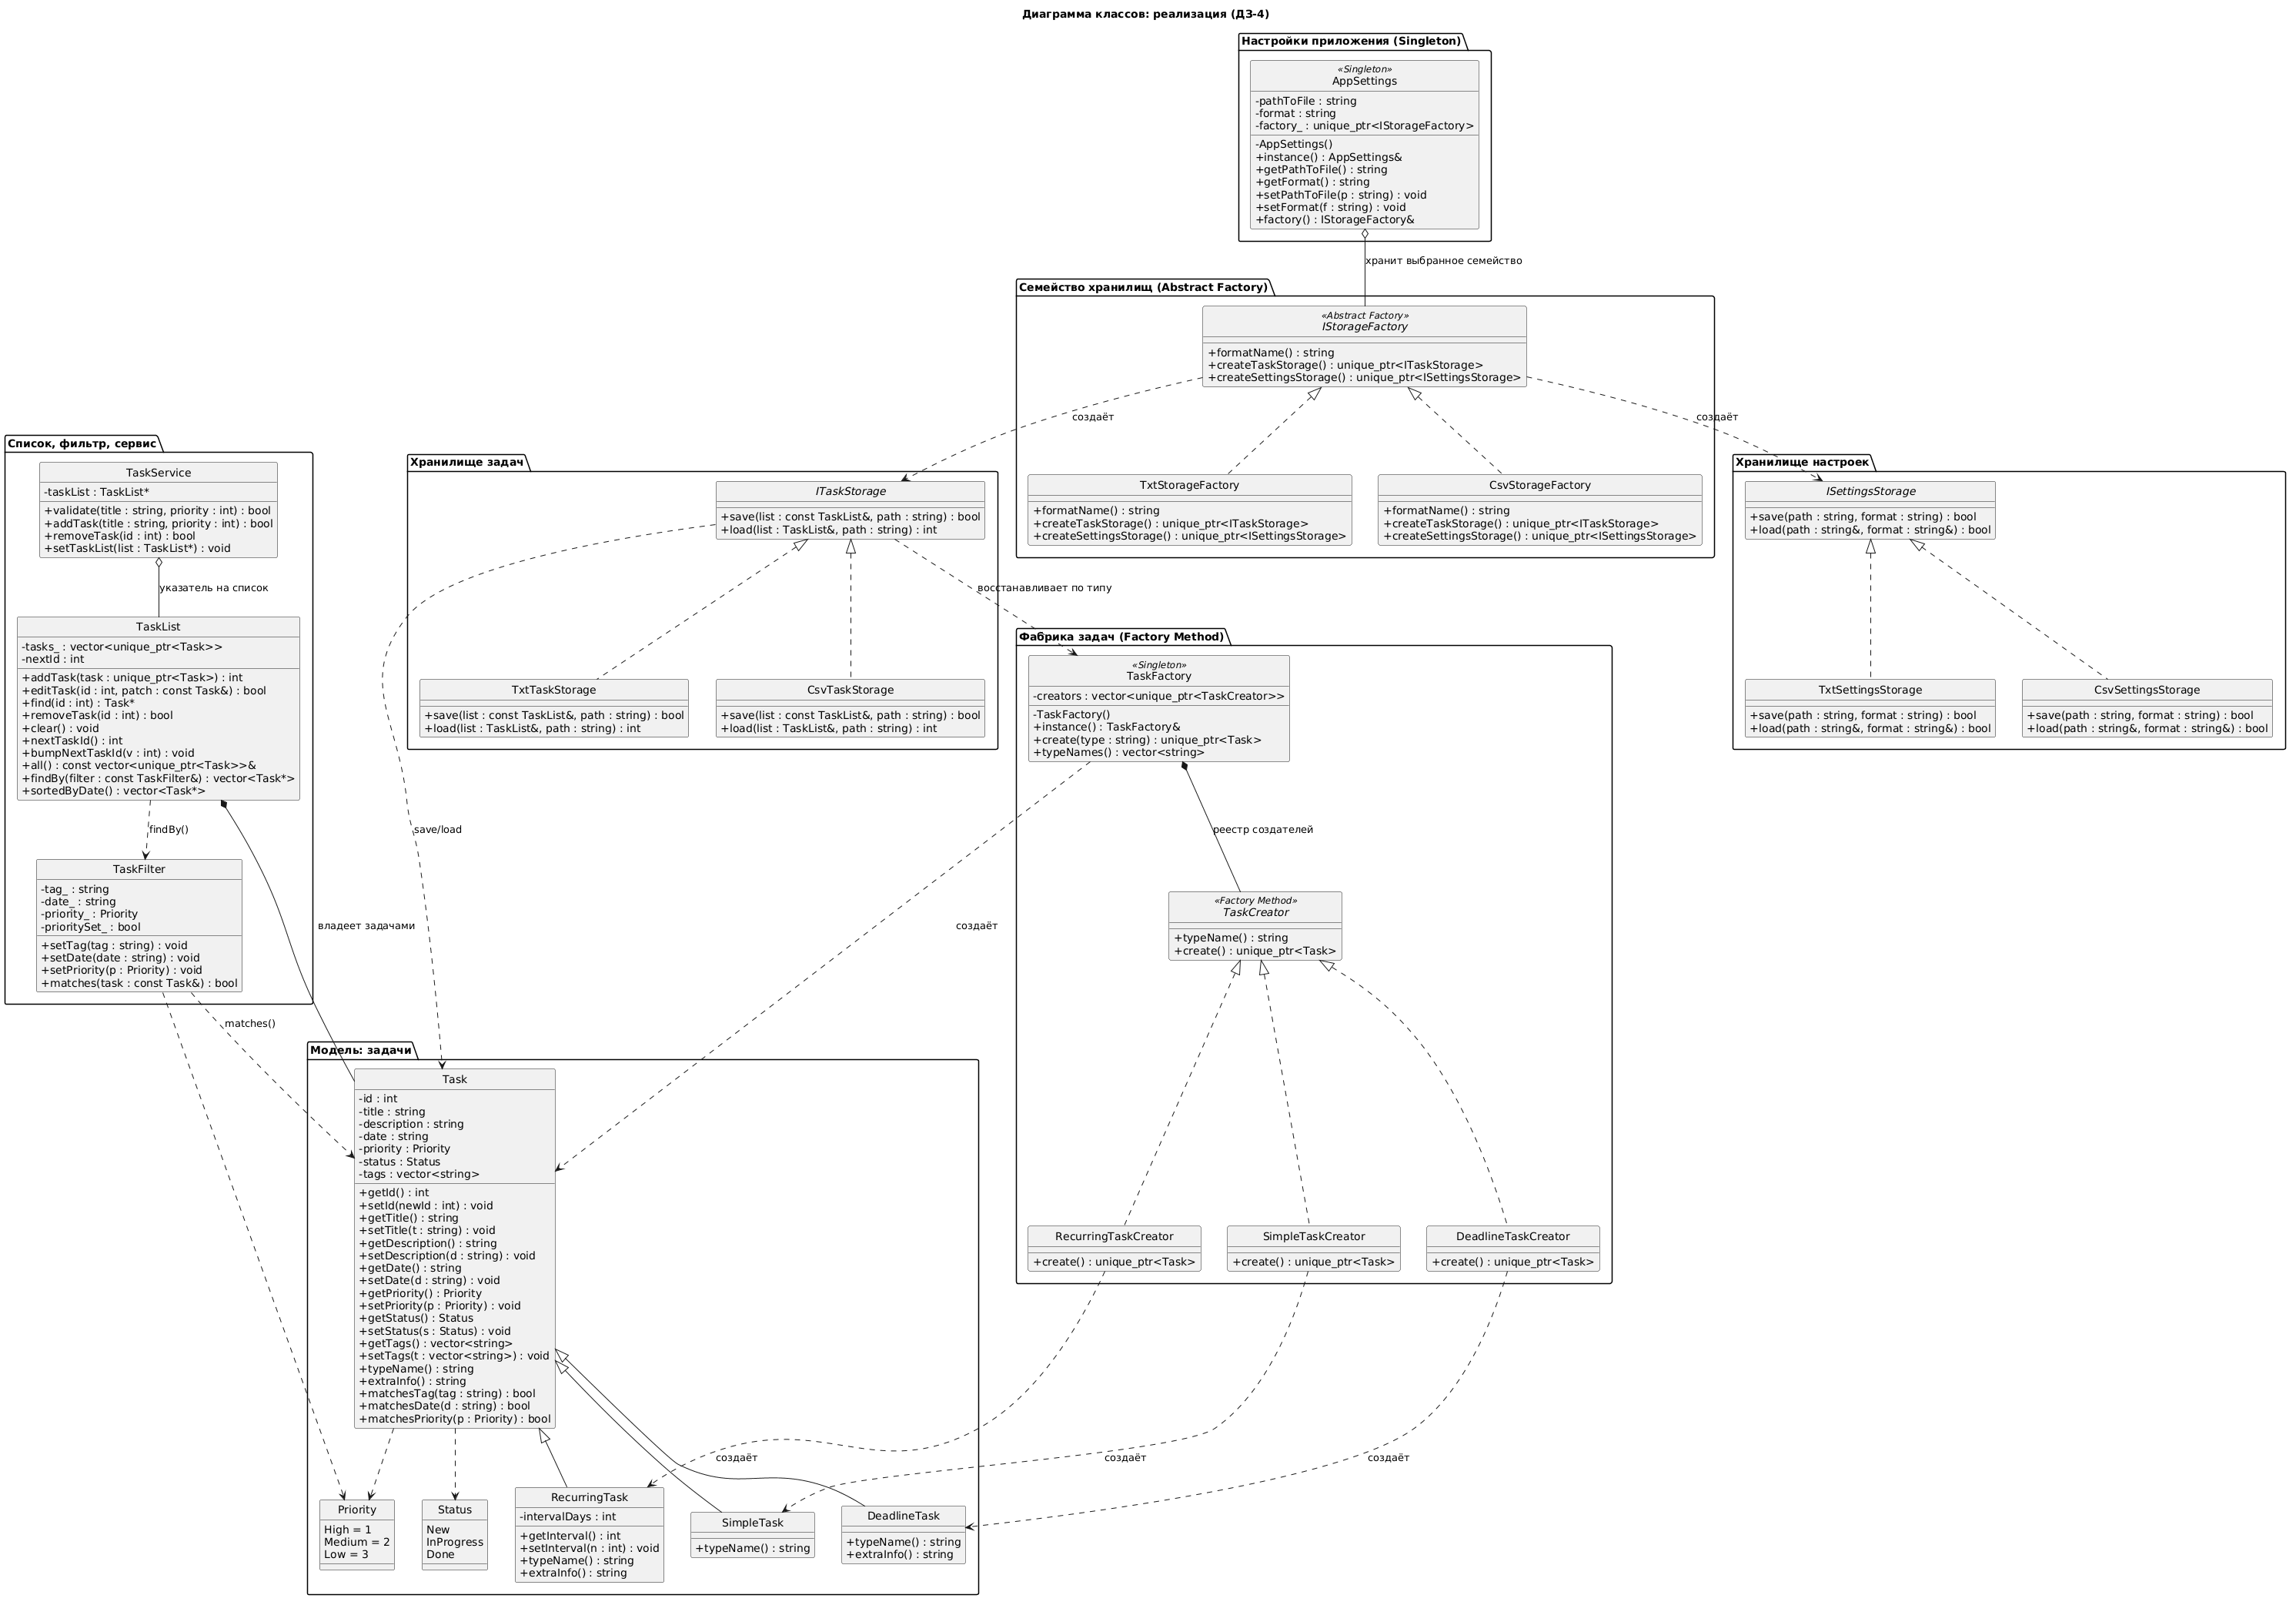 Диаграмма классов: реализация (ДЗ-4)
Настройки приложения (Singleton)
«Singleton»
AppSettings
-pathToFile : string
-format : string
-factory_ : unique_ptr<IStorageFactory>
-AppSettings()
+instance() : AppSettings&
+getPathToFile() : string
+getFormat() : string
+setPathToFile(p : string) : void
+setFormat(f : string) : void
+factory() : IStorageFactory&
хранит выбранное семейство
Семейство хранилищ (Abstract Factory)
«Abstract Factory»
IStorageFactory
+formatName() : string
+createTaskStorage() : unique_ptr<ITaskStorage>
+createSettingsStorage() : unique_ptr<ISettingsStorage>
создаёт
создаёт
TxtStorageFactory
+formatName() : string
+createTaskStorage() : unique_ptr<ITaskStorage>
+createSettingsStorage() : unique_ptr<ISettingsStorage>
CsvStorageFactory
+formatName() : string
+createTaskStorage() : unique_ptr<ITaskStorage>
+createSettingsStorage() : unique_ptr<ISettingsStorage>
Список, фильтр, сервис
TaskService
-taskList : TaskList*
+validate(title : string, priority : int) : bool
+addTask(title : string, priority : int) : bool
+removeTask(id : int) : bool
+setTaskList(list : TaskList*) : void
указатель на список
TaskList
-tasks_ : vector<unique_ptr<Task>>
-nextId : int
+addTask(task : unique_ptr<Task>) : int
+editTask(id : int, patch : const Task&) : bool
+find(id : int) : Task*
+removeTask(id : int) : bool
+clear() : void
+nextTaskId() : int
+bumpNextTaskId(v : int) : void
+all() : const vector<unique_ptr<Task>>&
+findBy(filter : const TaskFilter&) : vector<Task*>
+sortedByDate() : vector<Task*>
findBy()
TaskFilter
-tag_ : string
-date_ : string
-priority_ : Priority
-prioritySet_ : bool
+setTag(tag : string) : void
+setDate(date : string) : void
+setPriority(p : Priority) : void
+matches(task : const Task&) : bool
владеет задачами
matches()
Хранилище задач
ITaskStorage
+save(list : const TaskList&, path : string) : bool
+load(list : TaskList&, path : string) : int
восстанавливает по типу
TxtTaskStorage
+save(list : const TaskList&, path : string) : bool
+load(list : TaskList&, path : string) : int
CsvTaskStorage
+save(list : const TaskList&, path : string) : bool
+load(list : TaskList&, path : string) : int
save/load
Хранилище настроек
ISettingsStorage
+save(path : string, format : string) : bool
+load(path : string&, format : string&) : bool
TxtSettingsStorage
+save(path : string, format : string) : bool
+load(path : string&, format : string&) : bool
CsvSettingsStorage
+save(path : string, format : string) : bool
+load(path : string&, format : string&) : bool
Фабрика задач (Factory Method)
«Singleton»
TaskFactory
-creators : vector<unique_ptr<TaskCreator>>
-TaskFactory()
+instance() : TaskFactory&
+create(type : string) : unique_ptr<Task>
+typeNames() : vector<string>
реестр создателей
создаёт
«Factory Method»
TaskCreator
+typeName() : string
+create() : unique_ptr<Task>
RecurringTaskCreator
+create() : unique_ptr<Task>
SimpleTaskCreator
+create() : unique_ptr<Task>
DeadlineTaskCreator
+create() : unique_ptr<Task>
Модель: задачи
Task
-id : int
-title : string
-description : string
-date : string
-priority : Priority
-status : Status
-tags : vector<string>
+getId() : int
+setId(newId : int) : void
+getTitle() : string
+setTitle(t : string) : void
+getDescription() : string
+setDescription(d : string) : void
+getDate() : string
+setDate(d : string) : void
+getPriority() : Priority
+setPriority(p : Priority) : void
+getStatus() : Status
+setStatus(s : Status) : void
+getTags() : vector<string>
+setTags(t : vector<string>) : void
+typeName() : string
+extraInfo() : string
+matchesTag(tag : string) : bool
+matchesDate(d : string) : bool
+matchesPriority(p : Priority) : bool
создаёт
создаёт
создаёт
Priority
High = 1
Medium = 2
Low = 3
Status
New
InProgress
Done
RecurringTask
-intervalDays : int
+getInterval() : int
+setInterval(n : int) : void
+typeName() : string
+extraInfo() : string
SimpleTask
+typeName() : string
DeadlineTask
+typeName() : string
+extraInfo() : string